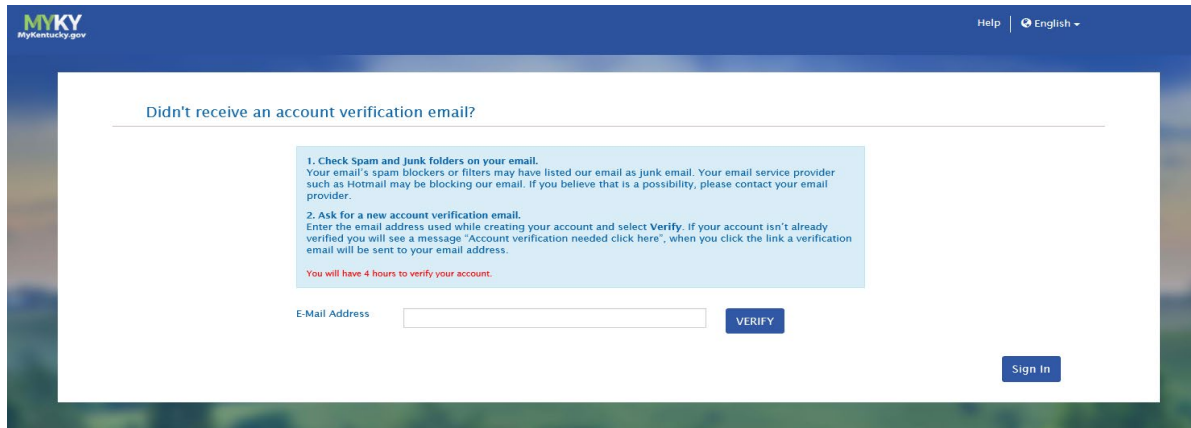 MYKY
MyKentucky.gov
Help
English
Didn't receive an account verification email?
1. Check Spam and Junk folders on your email.
Your email's spam blockers or filters may have listed our email as junk email. Your email service provider
such as Hotmail may be blocking our email. If you believe that is a possibility, please contact your email
provider.
2. Ask for a new account verification email.
Enter the email address used while creating your account and select Verify. If your account isn't already
verified you will see a message “Account verification needed click here”, when you click the link a verification
email will be sent to your email address.
You will have 4 hours to verify your account.
E-Mail Address
VERIFY
Sign In